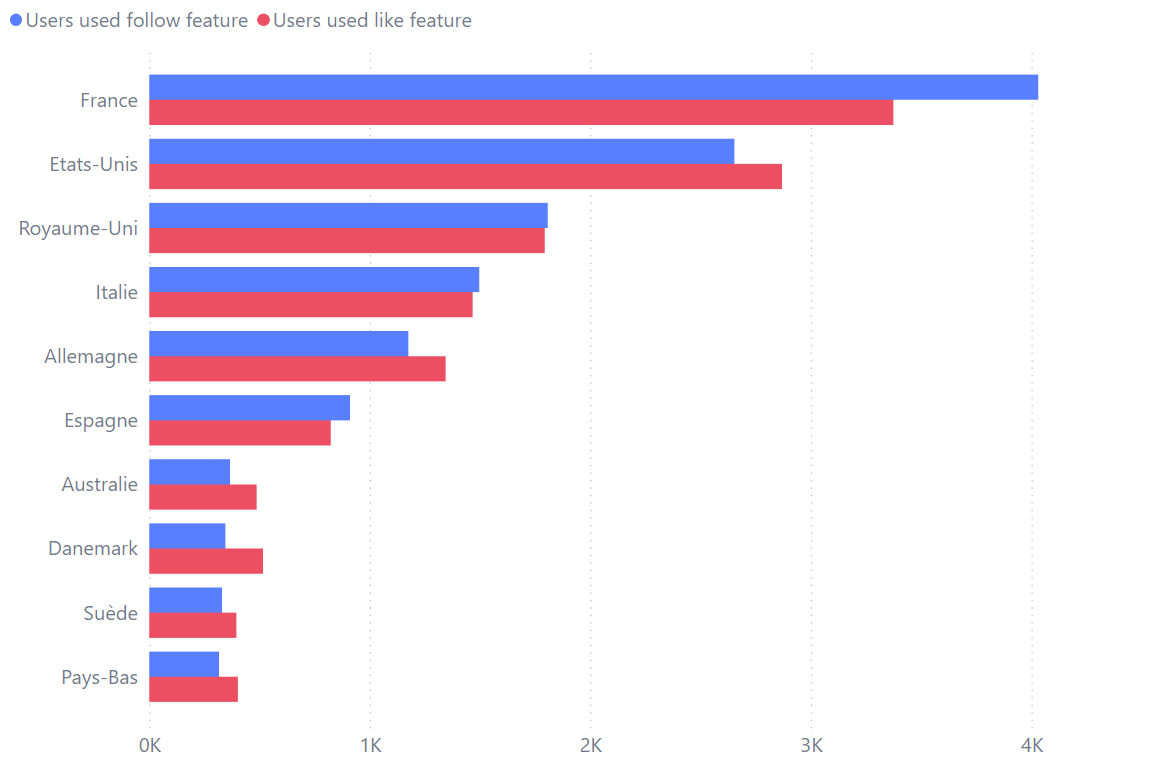 Users used follow feature Users used like feature
France
Etats-Unis
Royaume-Uni
Italie
Allemagne
Espagne
Australie
Danemark
Suède
Pays-Bas
0K 1K 2K 3K 4K